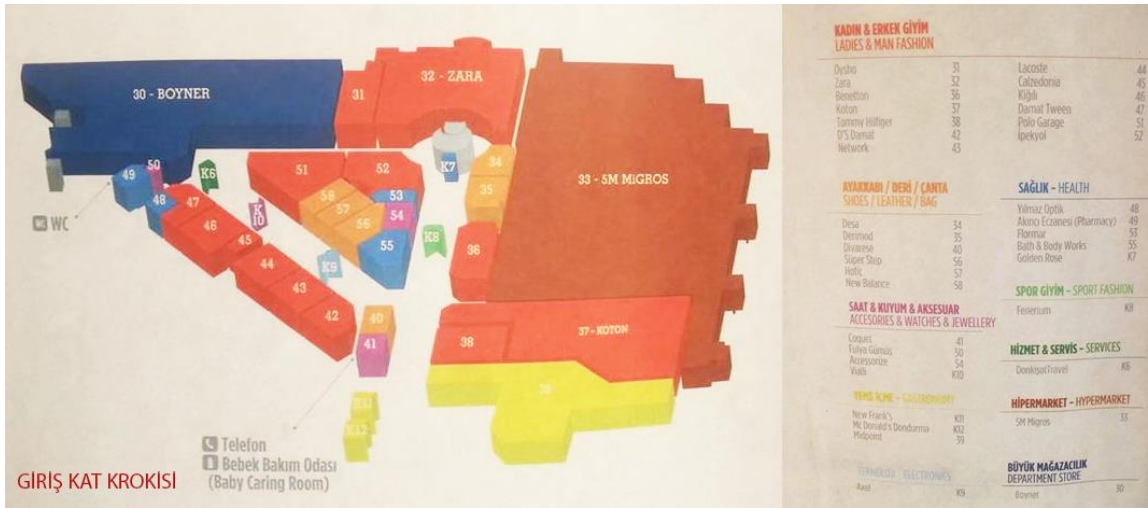 30 - BOYNER
31
32 - ZARA
33 - 5M MİGROS
34
35
36
37 - KOTON
38
39
40
41
42
43
44
45
46
47
48
49
50
51
52
53
54
55
56
57
58
K6
K7
K8
K9
K
10
K11
K12
WC
Telefon
Bebek Bakım Odası
(Baby Caring Room)
GİRİŞ KAT KROKİSİ
KADIN & ERKEK GİYİM
LADIES & MAN FASHION
Oysho 31
Zara 32
Benetton 36
Koton 37
Tommy Hilfiger 38
D'S Damat 42
Network 43
Lacoste 44
Calzedonia 45
Kiğılı 46
Damat Tween 47
Polo Garage 51
İpekyol 52
AYAKKABI / DERİ / ÇANTA
SHOES / LEATHER / BAG
Desa 34
Derimod 35
Divarese 40
Süper Step 56
Hotiç 57
New Balance 58
SAĞLIK – HEALTH
Yılmaz Optik 48
Akıncı Eczanesi (Pharmacy) 49
Flormar 53
Bath & Body Works 55
Golden Rose K7
SAAT & KUYUM & AKSESUAR
ACCESORIES & WATCHES & JEWELLERY
Coquet 41
Fulya Gümüş 50
Accessorize 54
K10
SPOR GİYİM – SPORT FASHION
Fenerium K8
HİZMET & SERVİS – SERVICES
DonkişotTravel K6
YEME İÇME – GASTRONOMY
New Frank's K11
Mc Donald's Dondurma K12
Midpoint 39
HİPERMARKET – HYPERMARKET
5M Migros 33
TEKNOLOJİ – ELECTRONICS
K9
BÜYÜK MAĞAZACILIK
DEPARTMENT STORE
Boyner 30